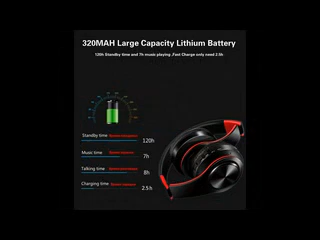 320MAH Large Capacity Lithium Battery
120h Standby time and 7h music playing ,Fast Charge only need 2.5h
Standby time
120h
Music time
7h
Talking time
8h
Charging time
2.5h